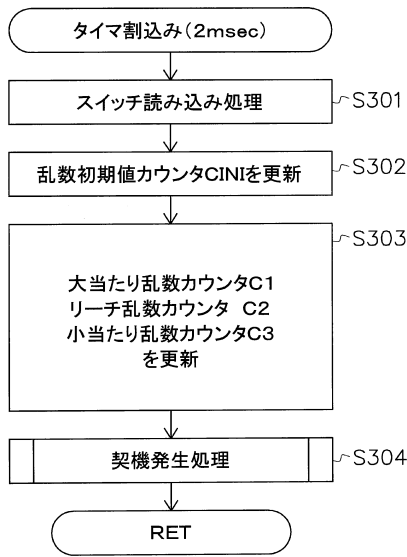 タイマ割込み(2msec)
スイッチ読み込み処理
S301
乱数初期値カウンタCINIを更新
S302
S303
大当たり乱数カウンタC1
リーチ乱数カウンタ C2
小当たり乱数カウンタC3
を更新
契機発生処理
S304
RET